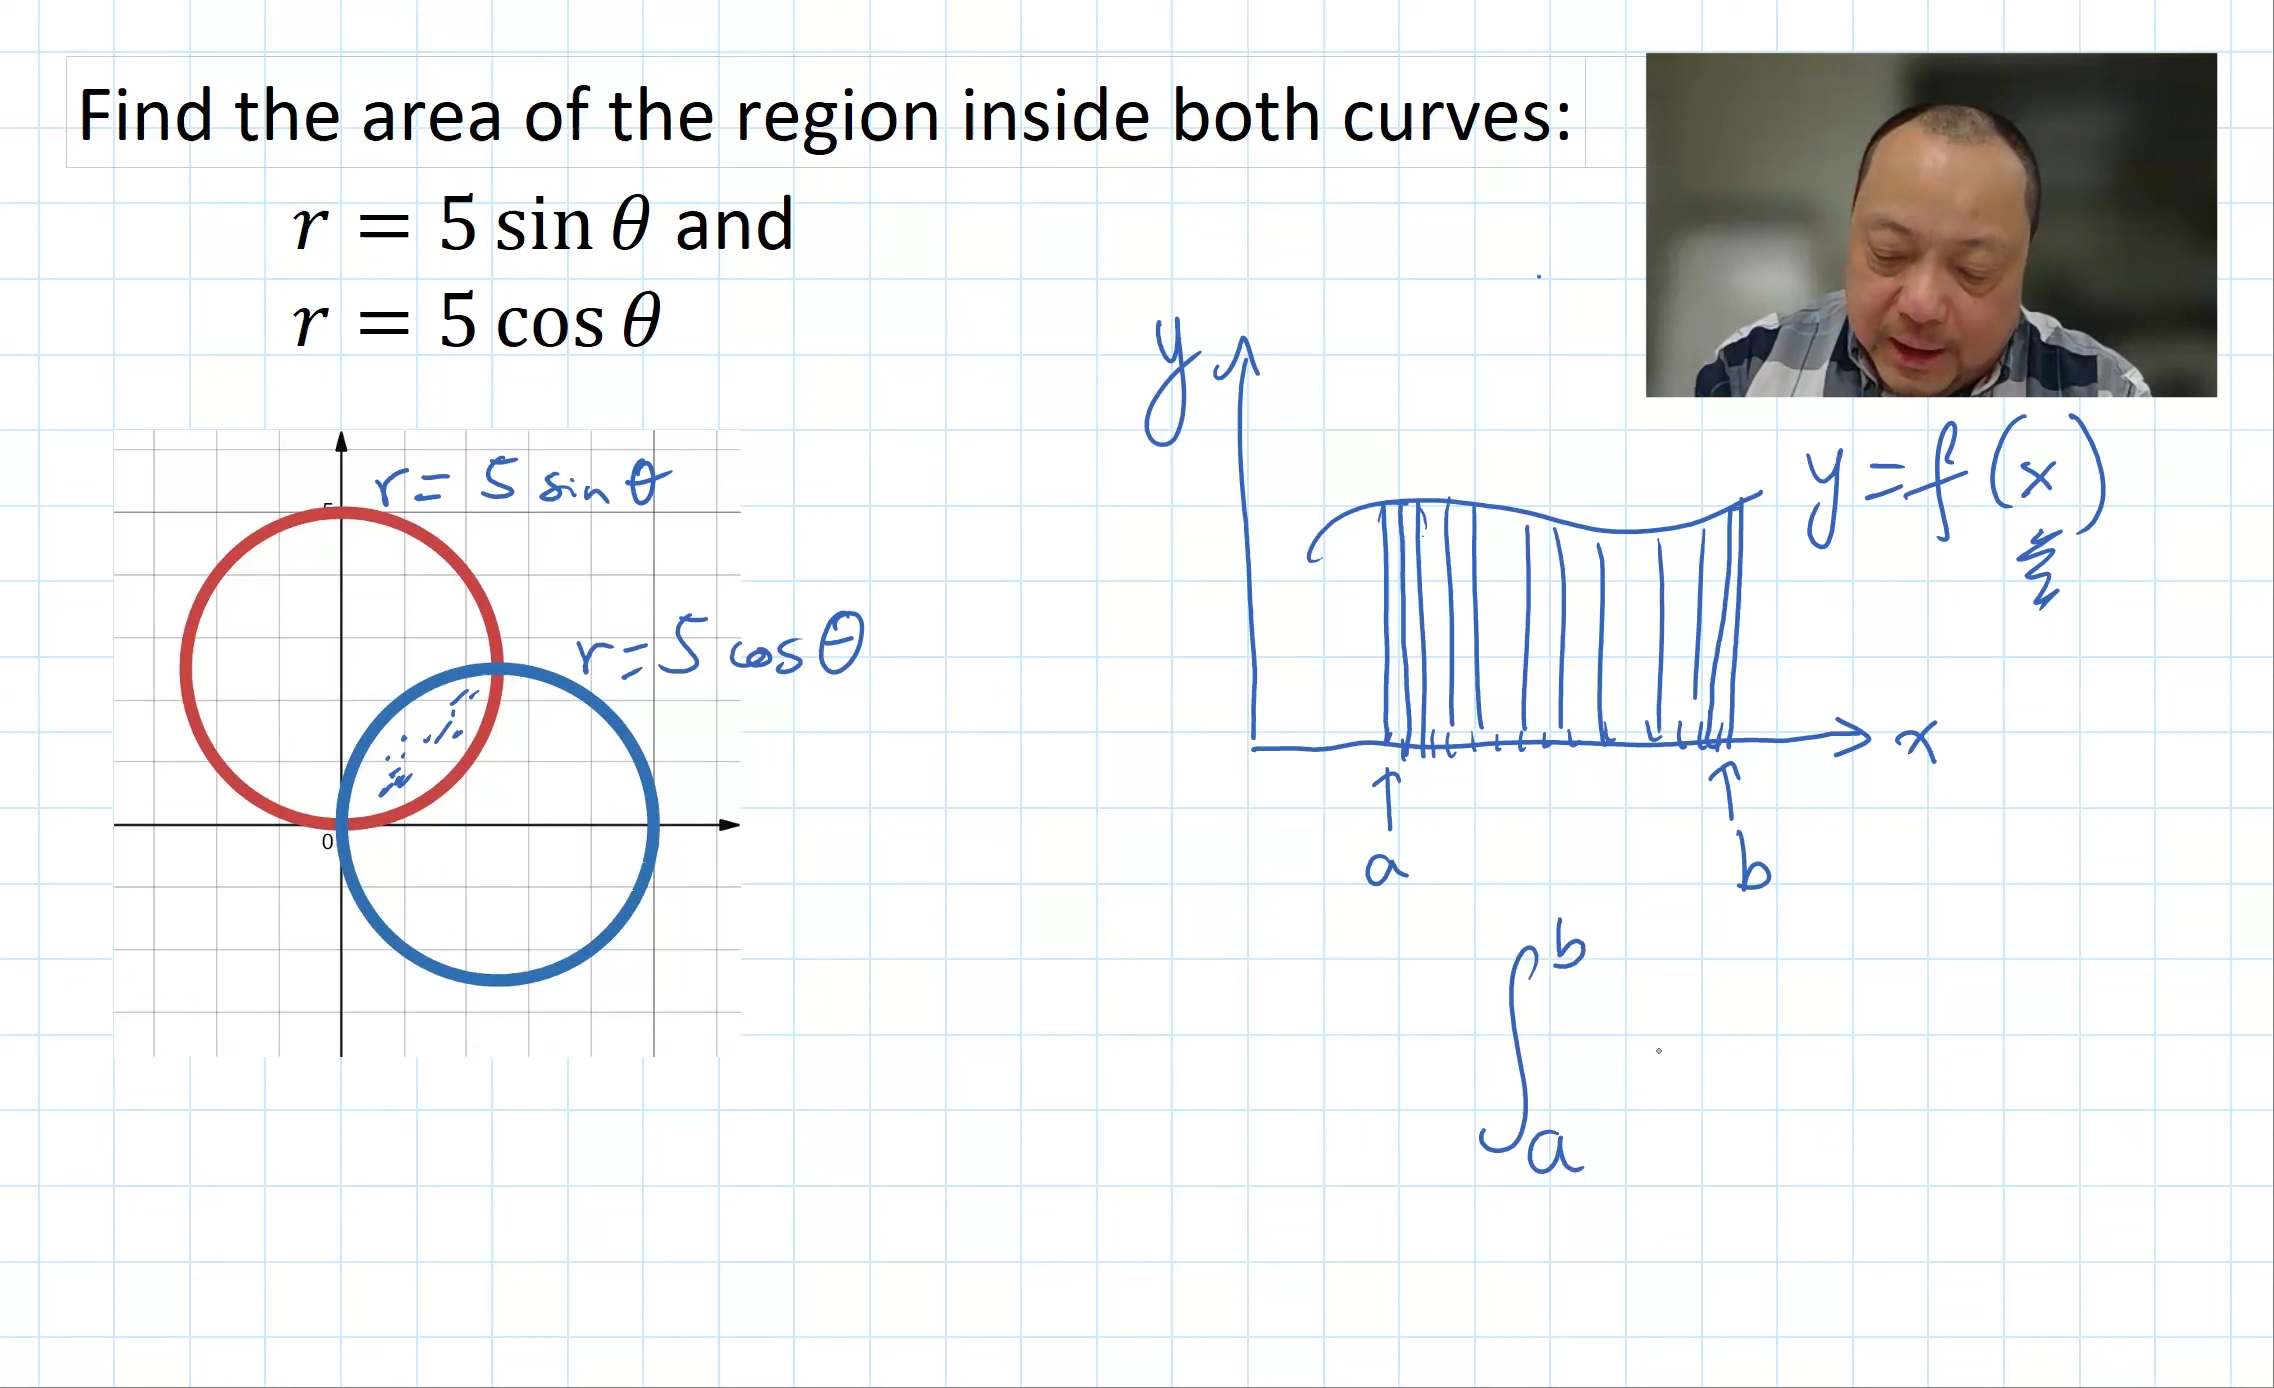 Find the area of the region inside both curves:
r = 5 sin θ and
r = 5 cos θ
5
r = 5 sin θ
r = 5 cos θ
0
y
y = f(x)
x
a
b
∫
b
a